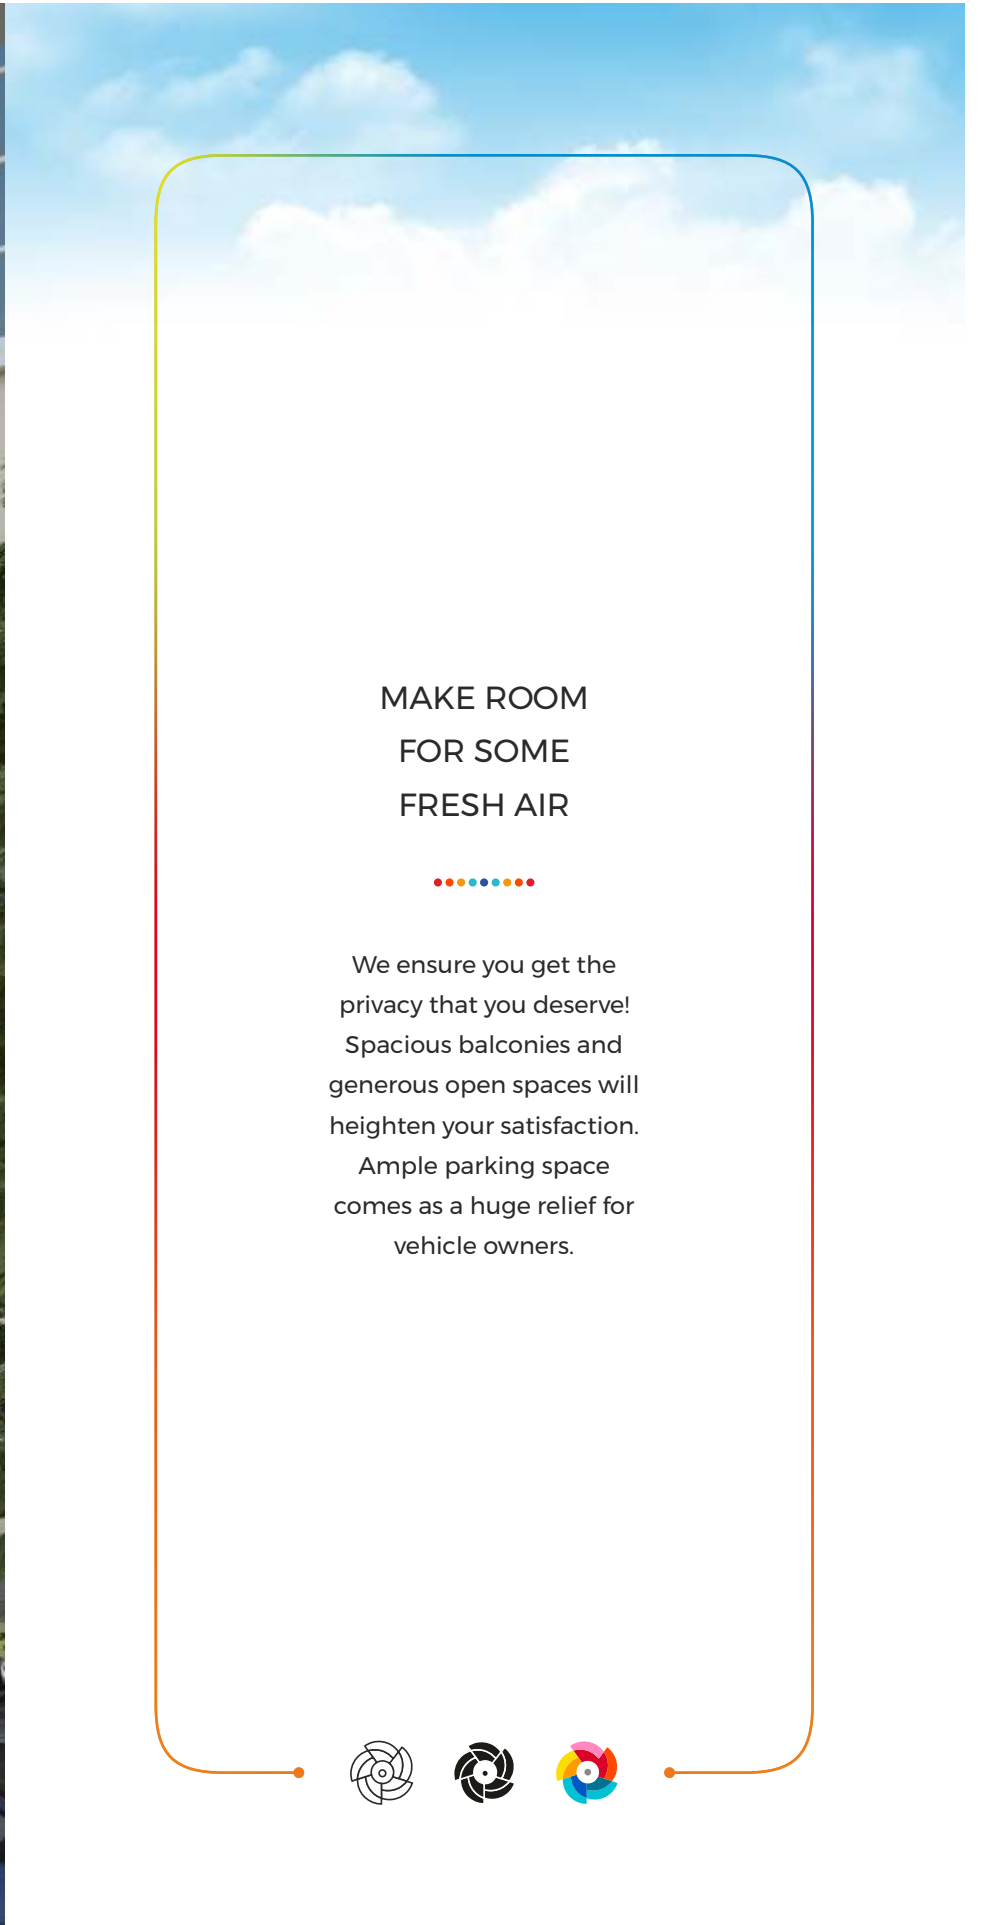 MAKE ROOM
FOR SOME
FRESH AIR
We ensure you get the
privacy that you deserve!
Spacious balconies and
generous open spaces will
heighten your satisfaction.
Ample parking space
comes as a huge relief for
vehicle owners.